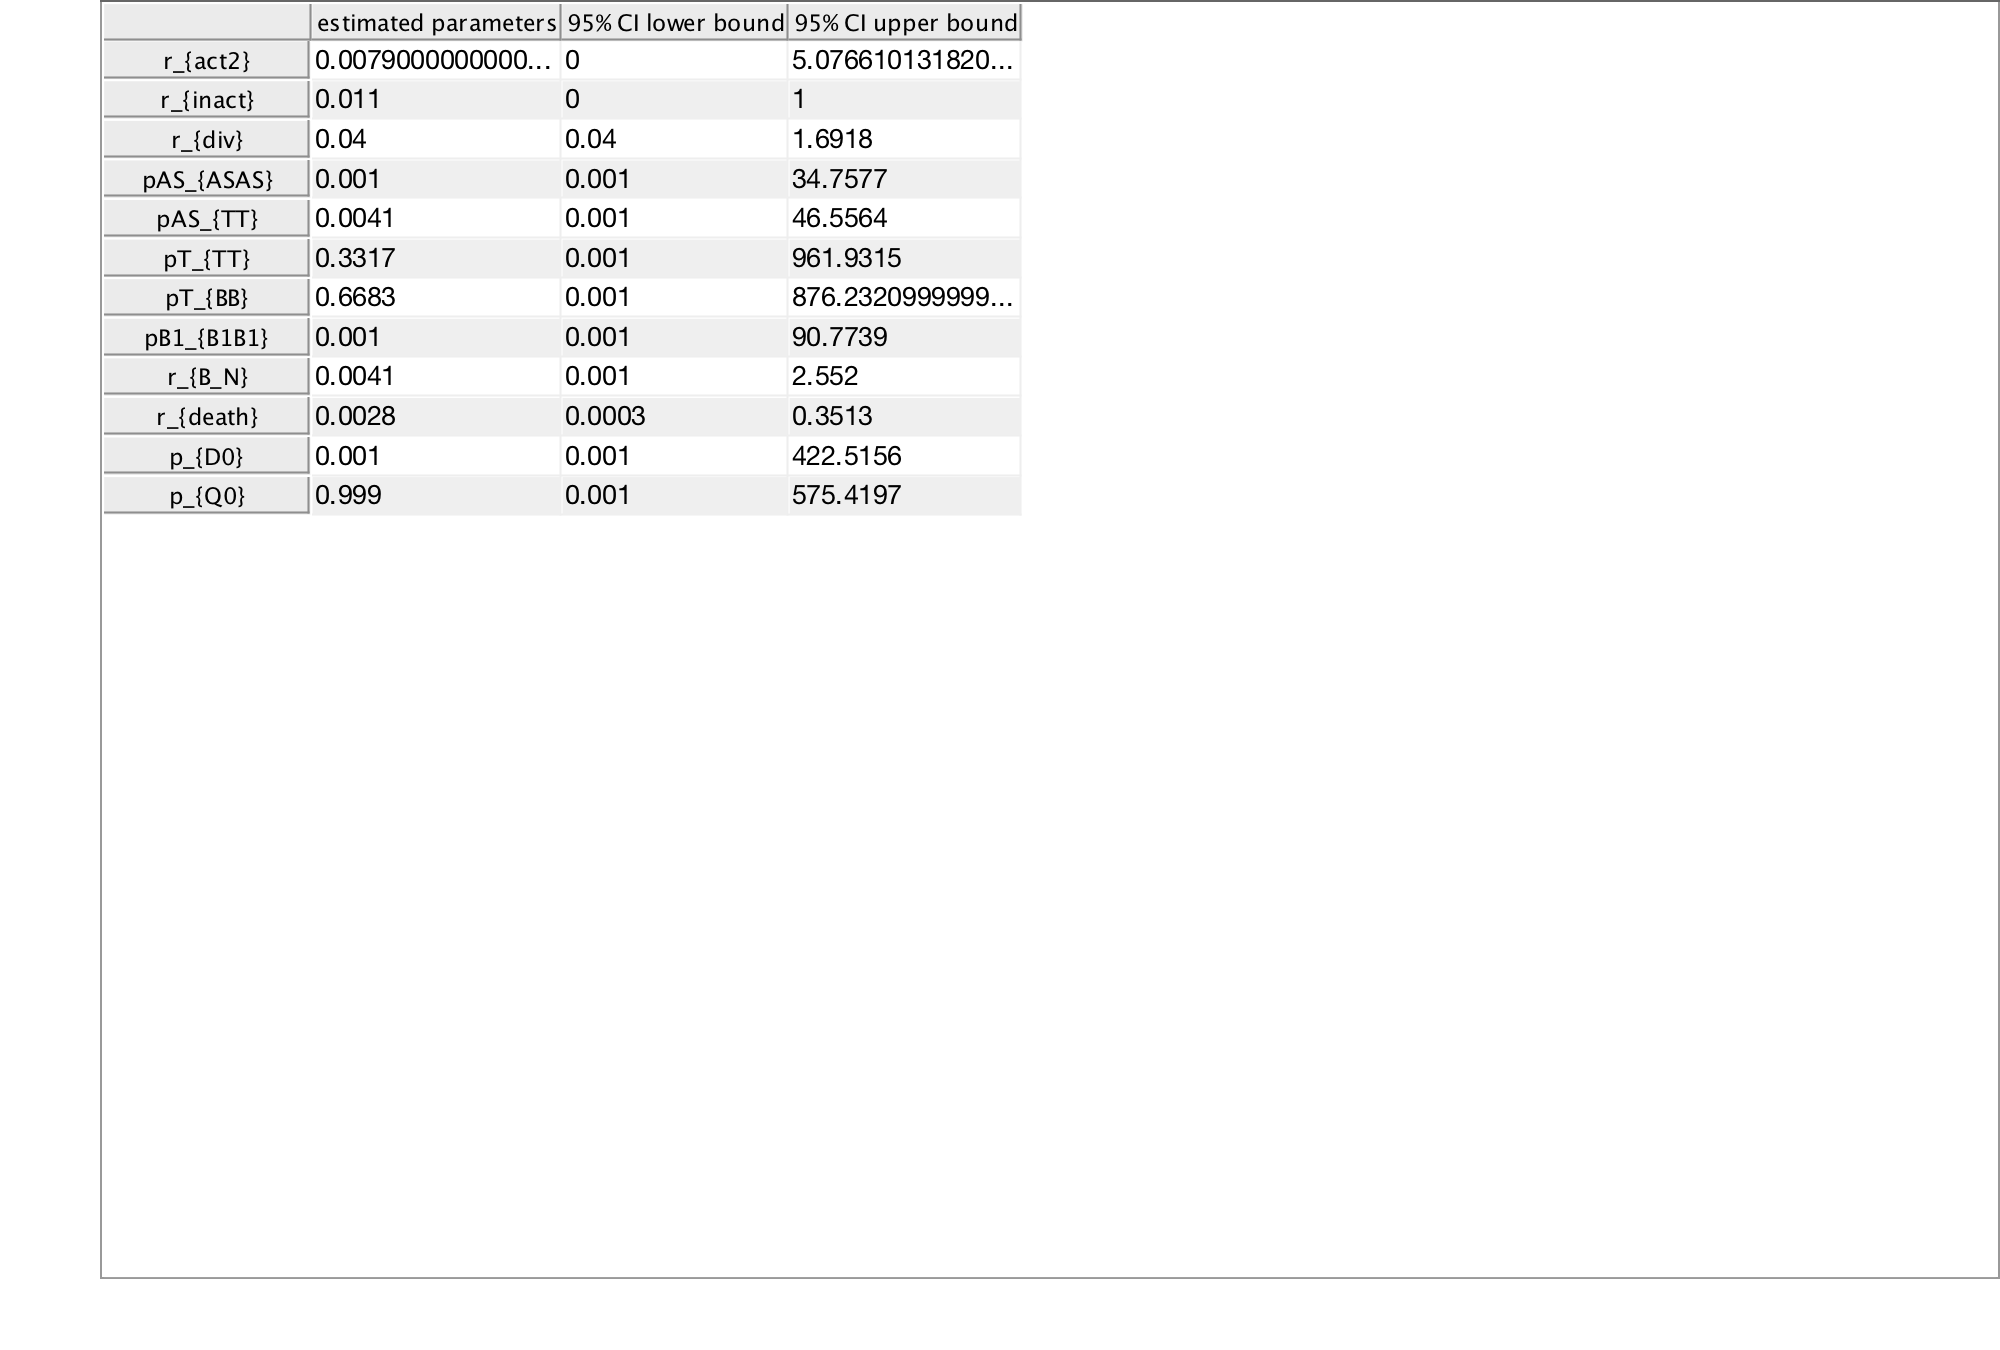 estimated parameters 95% CI lower bound 95% CI upper bound
r_{act2} 0.0079000000000... 0 5.076610131820...
r_{inact} 0.011 0 1
r_{div} 0.04 0.04 1.6918
pAS_{ASAS} 0.001 0.001 34.7577
pAS_{TT} 0.0041 0.001 46.5564
pT_{TT} 0.3317 0.001 961.9315
pT_{BB} 0.6683 0.001 876.2320999999...
pB1_{B1B1} 0.001 0.001 90.7739
r_{B_N} 0.0041 0.001 2.552
r_{death} 0.0028 0.0003 0.3513
p_{D0} 0.001 0.001 422.5156
p_{Q0} 0.999 0.001 575.4197